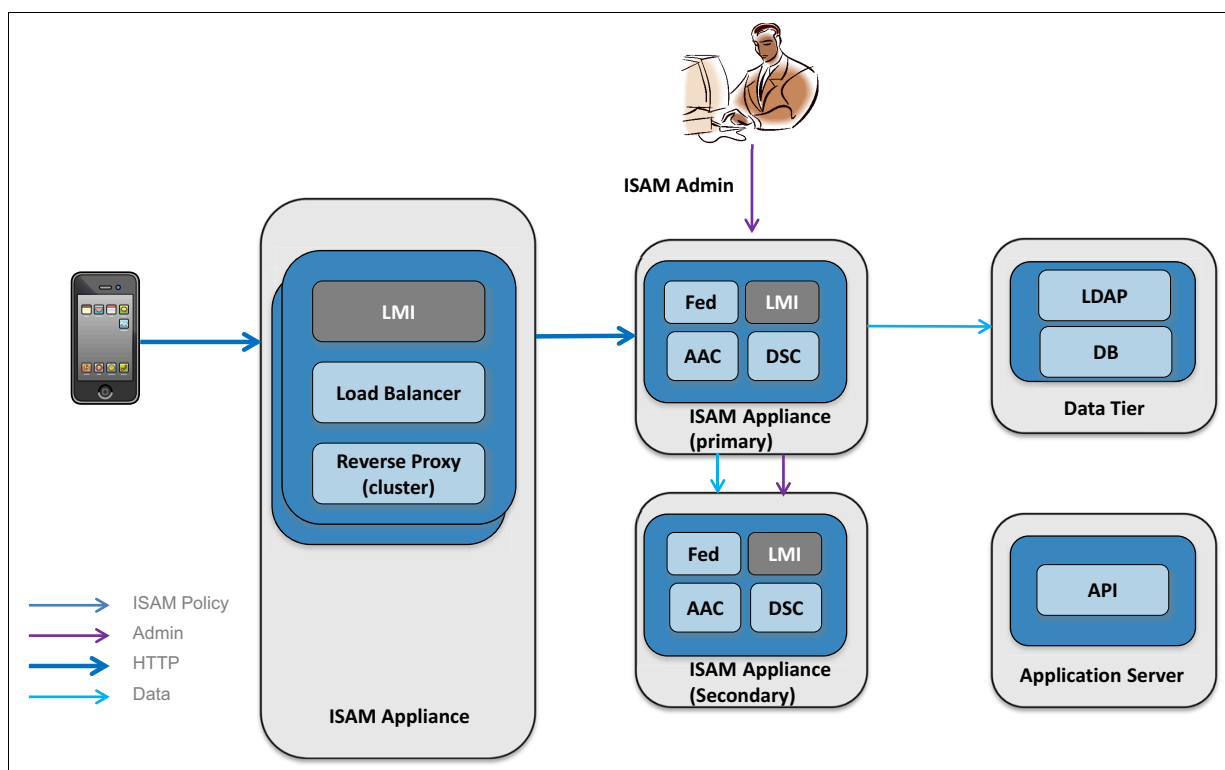 ISAM Admin
LMI
Load Balancer
Reverse Proxy
(cluster)
ISAM Appliance
Fed
LMI
AAC
DSC
ISAM Appliance
(primary)
Fed
LMI
AAC
DSC
ISAM Appliance
(Secondary)
LDAP
DB
Data Tier
API
Application Server
ISAM Policy
Admin
HTTP
Data